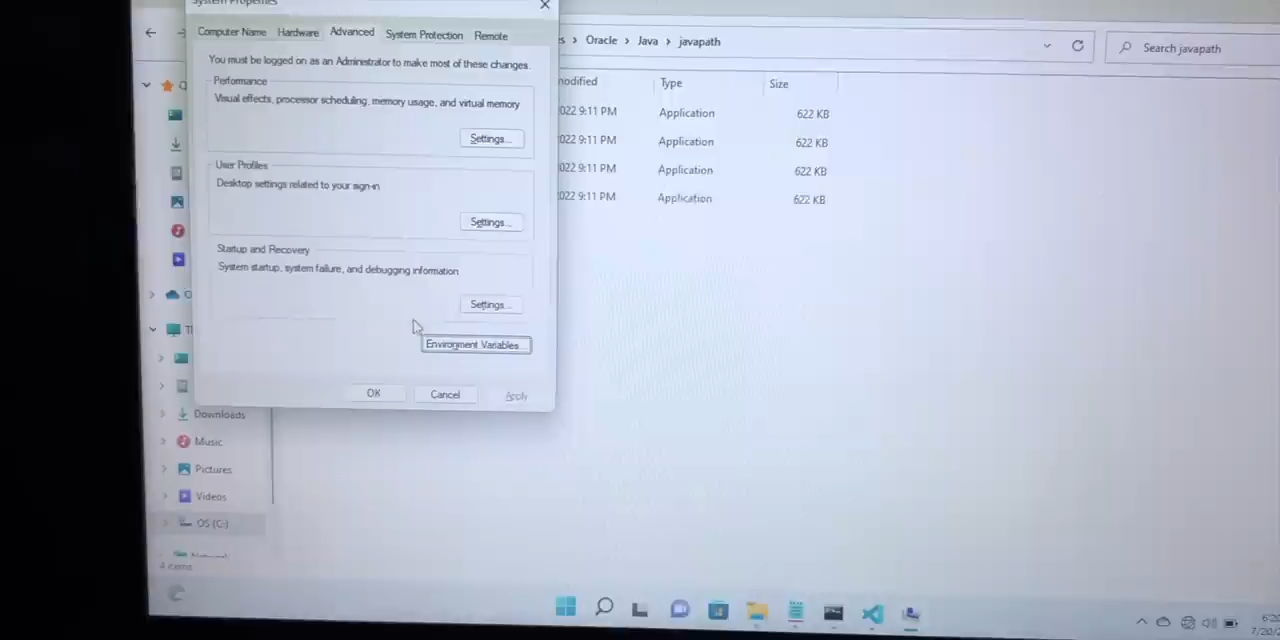 Computer Name Hardware Advanced System Protection Remote
You must be logged on as an Administrator to make most of these changes.
Performance
Visual effects, processor scheduling, memory usage, and virtual memory
Settings...
User Profiles
Desktop settings related to your sign-in
Settings...
Startup and Recovery
System startup, system failure, and debugging information
Settings...
Environment Variables...
OK Cancel Apply
Oracle > Java > javapath
Search javapath
modified Type Size
022 9:11 PM Application 622 KB
022 9:11 PM Application 622 KB
022 9:11 PM Application 622 KB
022 9:11 PM Application 622 KB
Downloads
Music
Pictures
Videos
OS (C:)
4 items